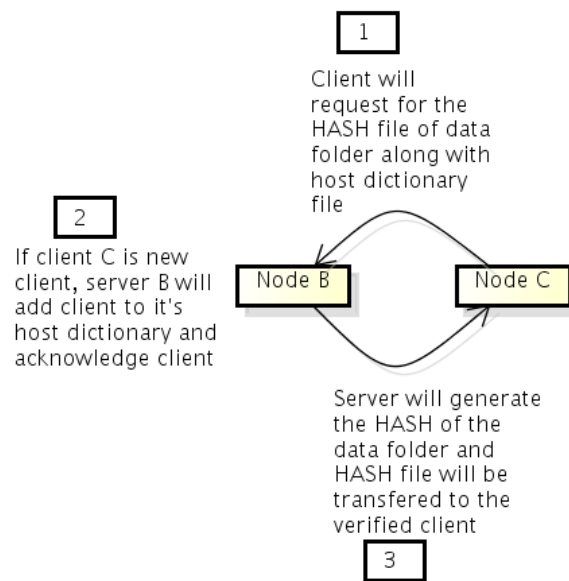 1
Client will
request for the
HASH file of data
folder along with
host dictionary
file
2
If client C is new
client, server B will
add client to it's
host dictionary and
acknowledge client
Node B
Node C
Server will generate
the HASH of the
data folder and
HASH file will be
transfered to the
verified client
3